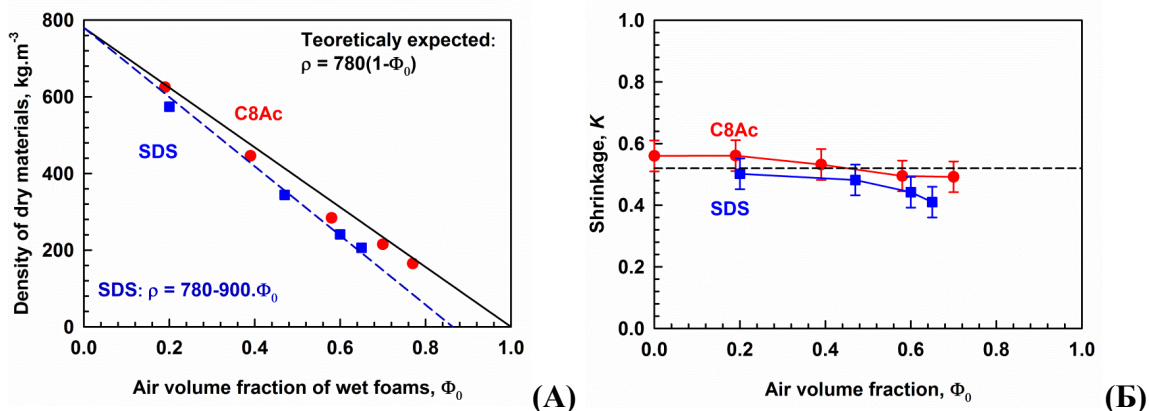 800
600
400
200
0
Density of dry materials, kg.m⁻³
Teoreticaly expected:
ρ = 780(1-Φ₀)
C8Ac
SDS
SDS: ρ = 780-900.Φ₀
0.0 0.2 0.4 0.6 0.8 1.0
Air volume fraction of wet foams, Φ₀
(А)
1.0
0.8
0.6
0.4
0.2
0.0
Shrinkage, K
C8Ac
SDS
0.0 0.2 0.4 0.6 0.8 1.0
Air volume fraction, Φ₀
(Б)